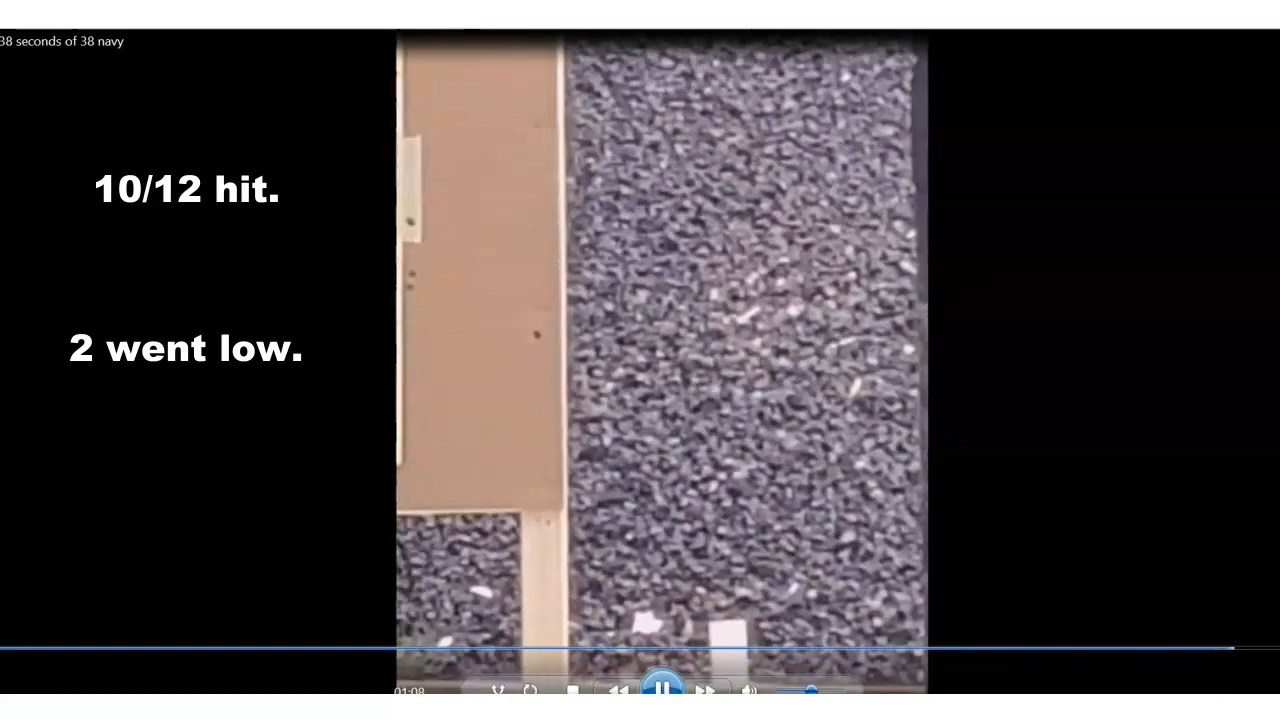 38 seconds of 38 navy
10/12 hit.
2 went low.
01:08